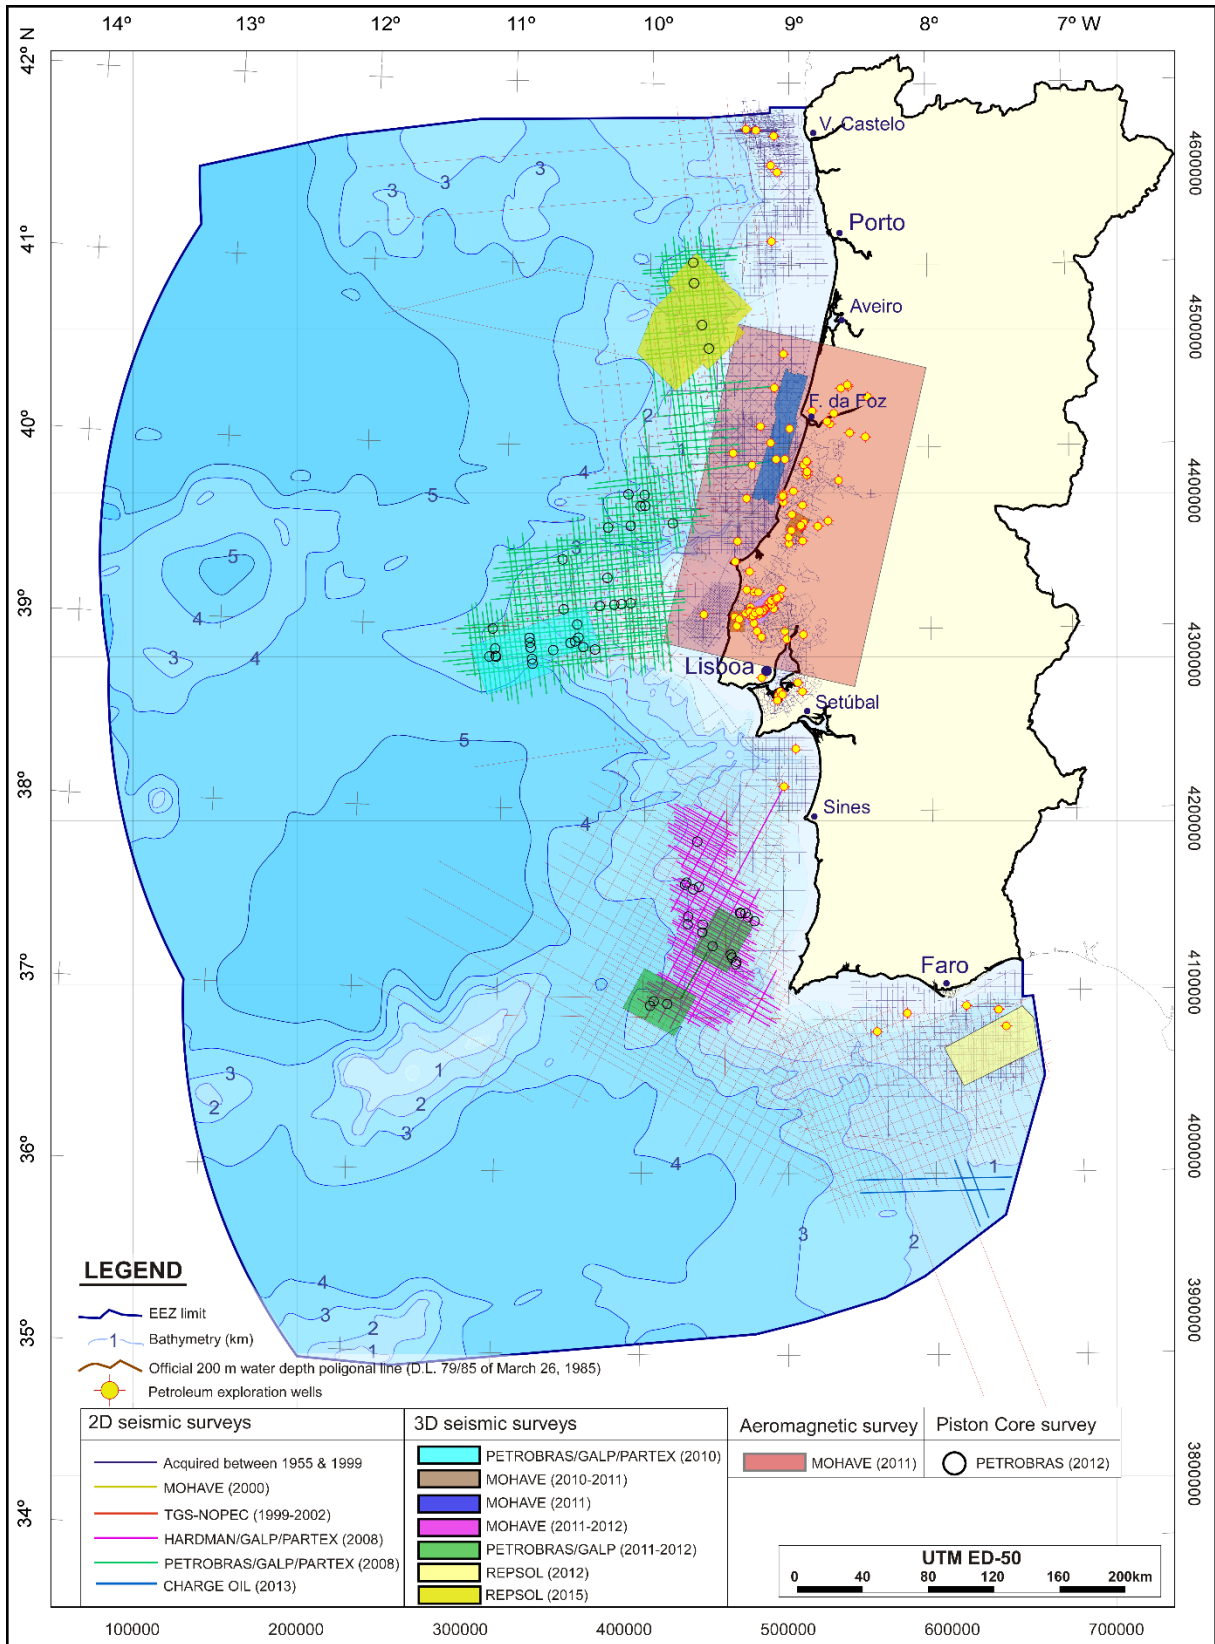 14º 13º 12º 11º 10º 9º 8º 7º W
42º N
41º
40º
39º
38º
37º
36º
35º
34º
4600000
4500000
4400000
4300000
4200000
4100000
4000000
3900000
3800000
V. Castelo
3 3 3
3
Porto
Aveiro
2
F. da Foz
1
4
5
3
5
4
3 4
Lisboa
Setúbal
5
Sines
4
Faro
1
3
2
2
3
4
1
3
2
4
3
2
1
LEGEND
EEZ limit
1 Bathymetry (km)
Official 200 m water depth poligonal line (D.L. 79/85 of March 26, 1985)
Petroleum exploration wells
2D seismic surveys
Acquired between 1955 & 1999
MOHAVE (2000)
TGS-NOPEC (1999-2002)
HARDMAN/GALP/PARTEX (2008)
PETROBRAS/GALP/PARTEX (2008)
CHARGE OIL (2013)
3D seismic surveys
PETROBRAS/GALP/PARTEX (2010)
MOHAVE (2010-2011)
MOHAVE (2011)
MOHAVE (2011-2012)
PETROBRAS/GALP (2011-2012)
REPSOL (2012)
REPSOL (2015)
Aeromagnetic survey
MOHAVE (2011)
Piston Core survey
PETROBRAS (2012)
UTM ED-50
0 40 80 120 160 200km
100000 200000 300000 400000 500000 600000 700000